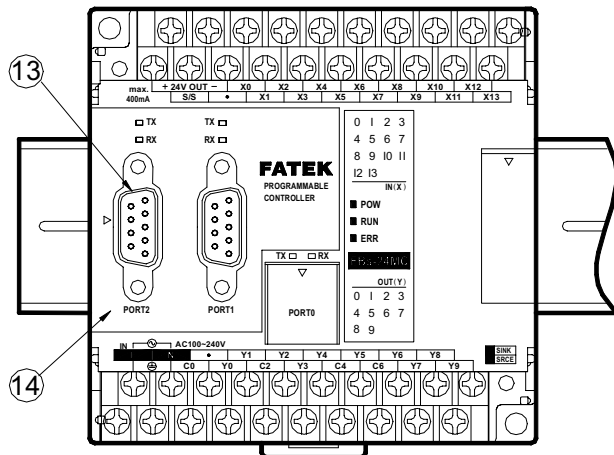 13
max. 400mA
+ 24V OUT − X0 X2 X4 X6 X8 X10 X12
S/S • X1 X3 X5 X7 X9 X11 X13
TX
RX
TX
RX
FATEK
PROGRAMMABLE
CONTROLLER
0 1 2 3
4 5 6 7
8 9 10 11
12 13
IN(X)
POW
RUN
ERR
FBs-24MC
TX RX
PORT0
OUT(Y)
0 1 2 3
4 5 6 7
8 9
PORT2
PORT1
14
IN AC100~240V
• Y1 Y2 Y4 Y5 Y6 Y8
C0 Y0 C2 Y3 C4 C6 Y7 Y9
SINK
SRCE